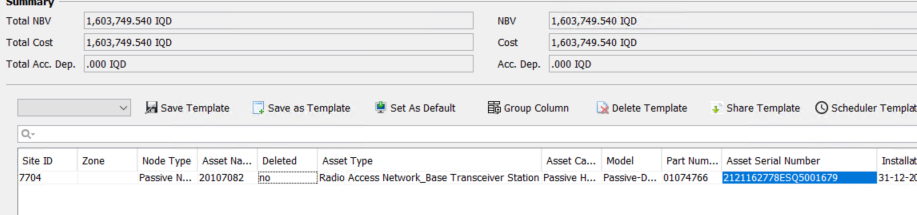 Summary
Total NBV 1,603,749.540 IQD NBV 1,603,749.540 IQD
Total Cost 1,603,749.540 IQD Cost 1,603,749.540 IQD
Total Acc. Dep. .000 IQD Acc. Dep. .000 IQD
Save Template Save as Template Set As Default Group Column Delete Template Share Template Scheduler Templat
Site ID Zone Node Type Asset Na... Deleted Asset Type Asset Ca... Model Part Num... Asset Serial Number Installat
7704 Passive N... 20107082 no Radio Access Network_Base Transceiver Station Passive H... Passive-D... 01074766 2121162778ESQ5001679 31-12-20